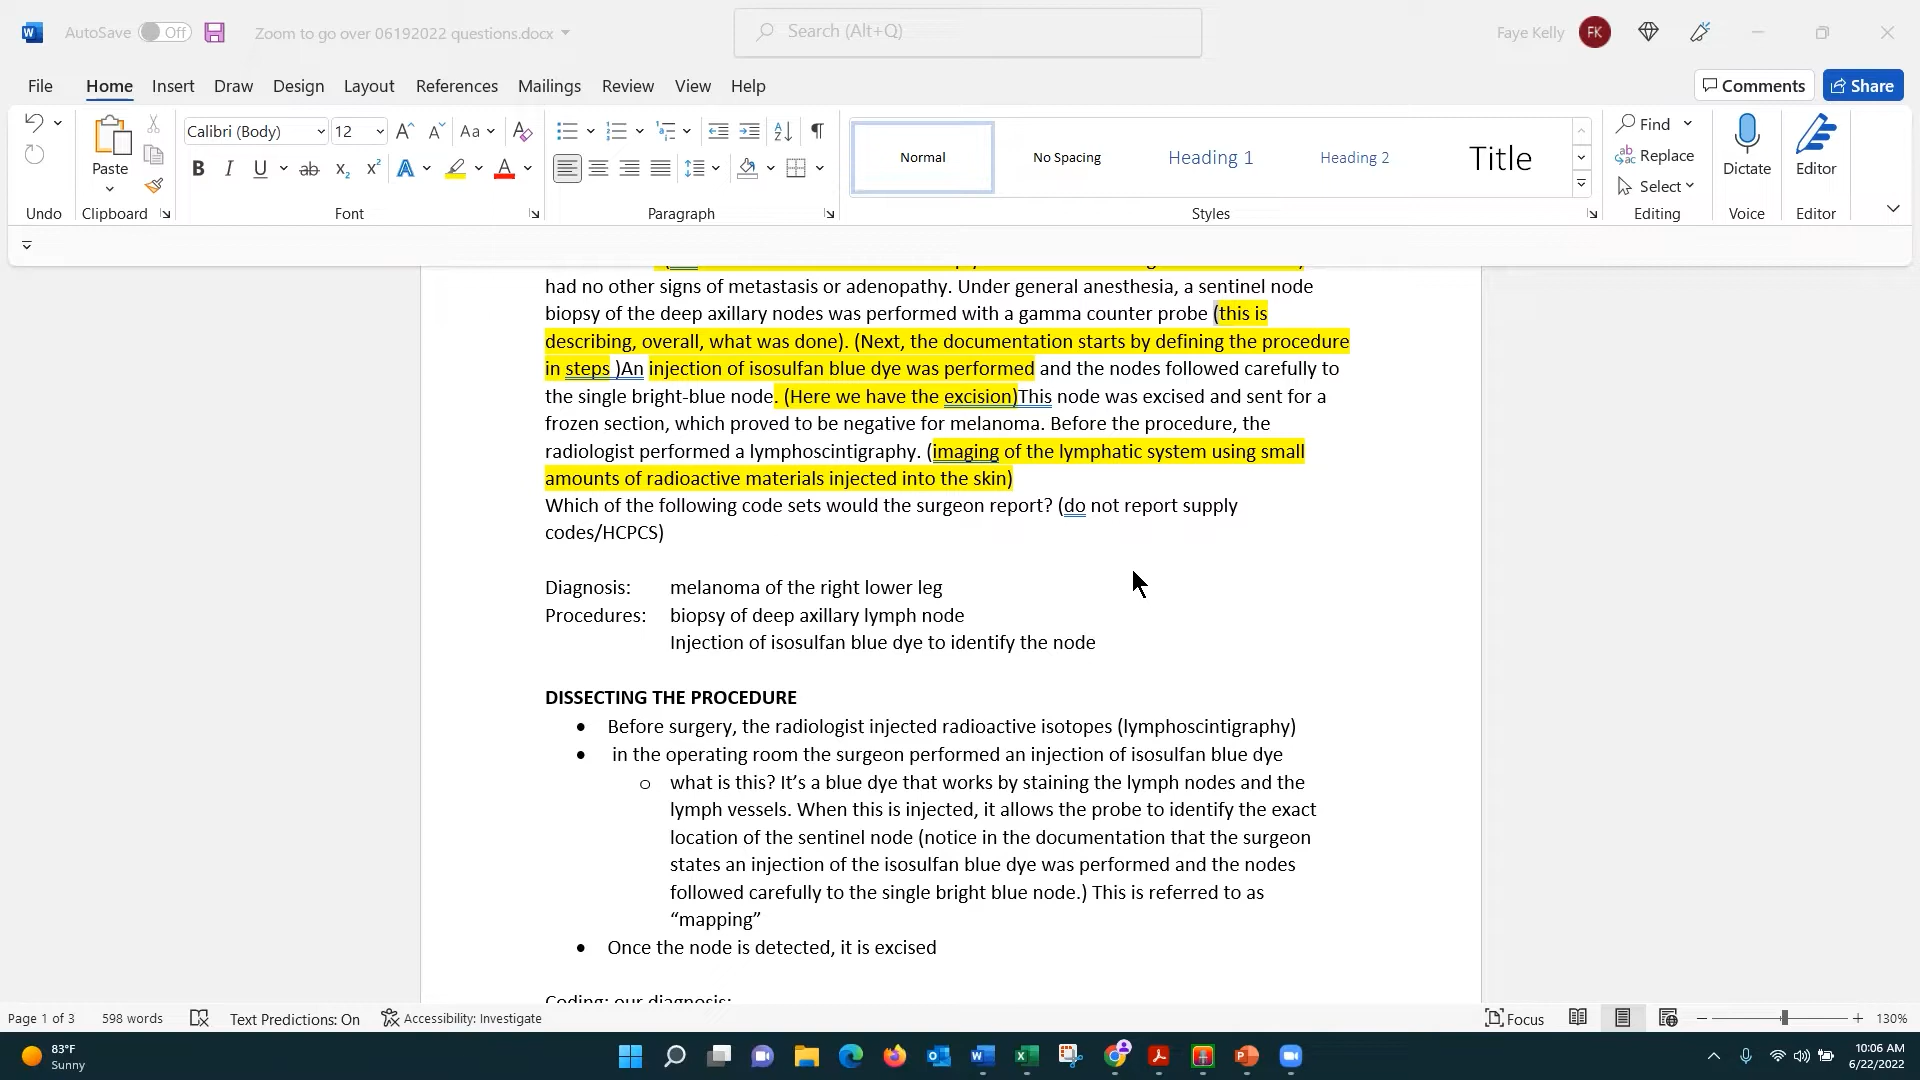 AutoSave Off Zoom to go over 06192022 questions.docx Search (Alt+Q) Faye Kelly FK
File Home Insert Draw Design Layout References Mailings Review View Help Comments Share
Calibri (Body) 12 Aa Normal No Spacing Heading 1 Heading 2 Title Find
Paste Replace Dictate Editor
Select
Undo Clipboard Font Paragraph Styles Editing Voice Editor
had no other signs of metastasis or adenopathy. Under general anesthesia, a sentinel node
biopsy of the deep axillary nodes was performed with a gamma counter probe (this is
describing, overall, what was done). (Next, the documentation starts by defining the procedure
in steps )An injection of isosulfan blue dye was performed and the nodes followed carefully to
the single bright-blue node. (Here we have the excision)This node was excised and sent for a
frozen section, which proved to be negative for melanoma. Before the procedure, the
radiologist performed a lymphoscintigraphy. (imaging of the lymphatic system using small
amounts of radioactive materials injected into the skin)
Which of the following code sets would the surgeon report? (do not report supply
codes/HCPCS)
Diagnosis: melanoma of the right lower leg
Procedures: biopsy of deep axillary lymph node
Injection of isosulfan blue dye to identify the node
DISSECTING THE PROCEDURE
• Before surgery, the radiologist injected radioactive isotopes (lymphoscintigraphy)
• in the operating room the surgeon performed an injection of isosulfan blue dye
o what is this? It’s a blue dye that works by staining the lymph nodes and the
lymph vessels. When this is injected, it allows the probe to identify the exact
location of the sentinel node (notice in the documentation that the surgeon
states an injection of the isosulfan blue dye was performed and the nodes
followed carefully to the single bright blue node.) This is referred to as
“mapping”
• Once the node is detected, it is excised
Coding: our diagnosis:
Page 1 of 3 598 words Text Predictions: On Accessibility: Investigate Focus 130%
83°F
Sunny
10:06 AM
6/22/2022